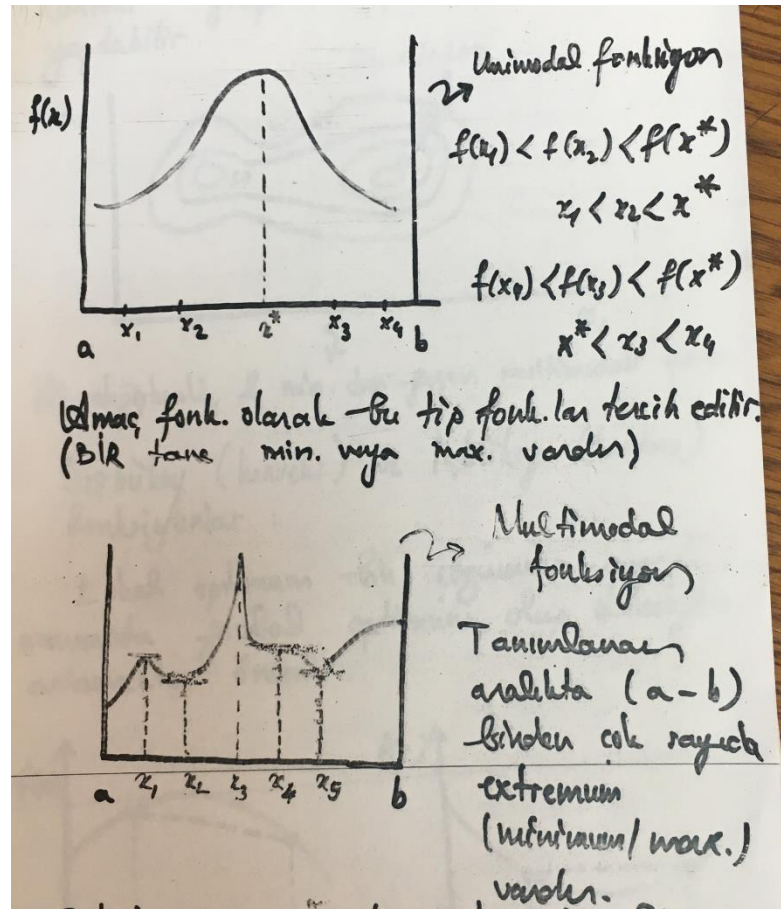 f(x)
a x₁ x₂ x* x₃ x₄ b
Unimodal fonksiyon
f(x₁) < f(x₂) < f(x*)
x₁ < x₂ < x*
f(x₄) < f(x₃) < f(x*)
x* < x₃ < x₄
Amaç fonk. olarak bu tip fonk.lar tercih edilir.
(BİR tane min. veya max. vardır)
a x₁ x₂ x₃ x₄ x₅ b
Multimodal
fonksiyon
Tanımlanan
aralıkta (a-b)
birden çok sayıda
extremum
(minimum/max.)
vardır.